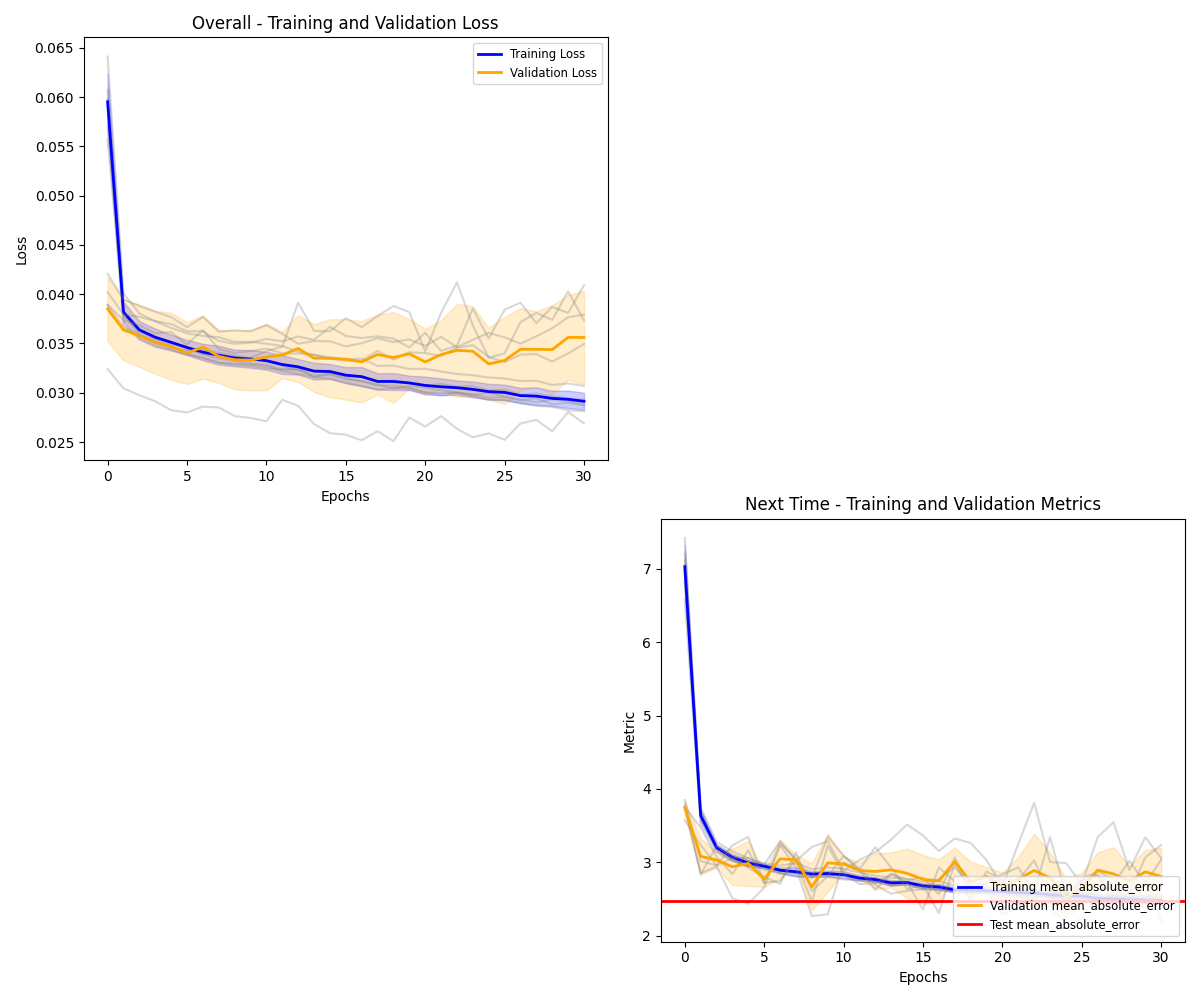 Overall - Training and Validation Loss
0.065
0.060
0.055
0.050
0.045
0.040
0.035
0.030
0.025
Loss
Training Loss
Validation Loss
0 5 10 15 20 25 30
Epochs
Next Time - Training and Validation Metrics
7
6
5
4
3
2
Metric
Training mean_absolute_error
Validation mean_absolute_error
Test mean_absolute_error
0 5 10 15 20 25 30
Epochs